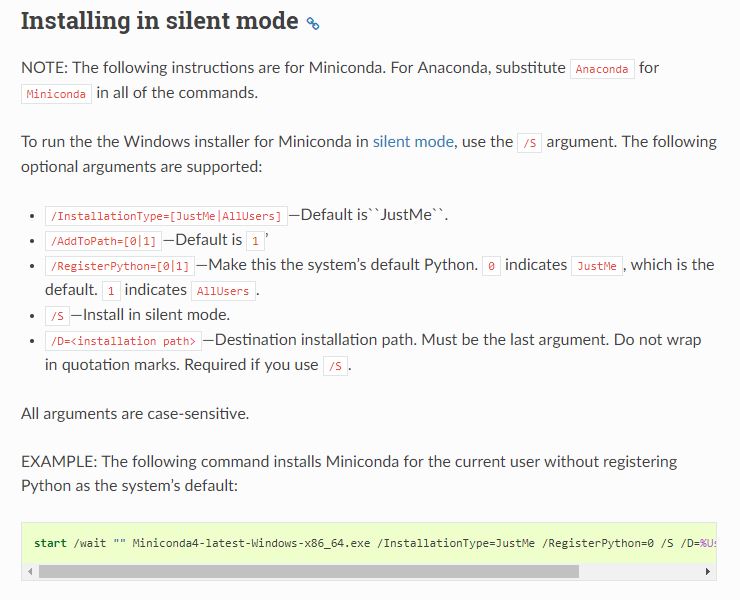 Installing in silent mode
NOTE: The following instructions are for Miniconda. For Anaconda, substitute Anaconda for
Miniconda in all of the commands.
To run the the Windows installer for Miniconda in silent mode, use the /S argument. The following
optional arguments are supported:
• /InstallationType=[JustMe|AllUsers]—Default is``JustMe``.
• /AddToPath=[0|1]—Default is 1’
• /RegisterPython=[0|1]—Make this the system’s default Python. 0 indicates JustMe, which is the
default. 1 indicates AllUsers.
• /S—Install in silent mode.
• /D=<installation path>—Destination installation path. Must be the last argument. Do not wrap
in quotation marks. Required if you use /S.
All arguments are case-sensitive.
EXAMPLE: The following command installs Miniconda for the current user without registering
Python as the system’s default:
start /wait "" Miniconda4-latest-Windows-x86_64.exe /InstallationType=JustMe /RegisterPython=0 /S /D=